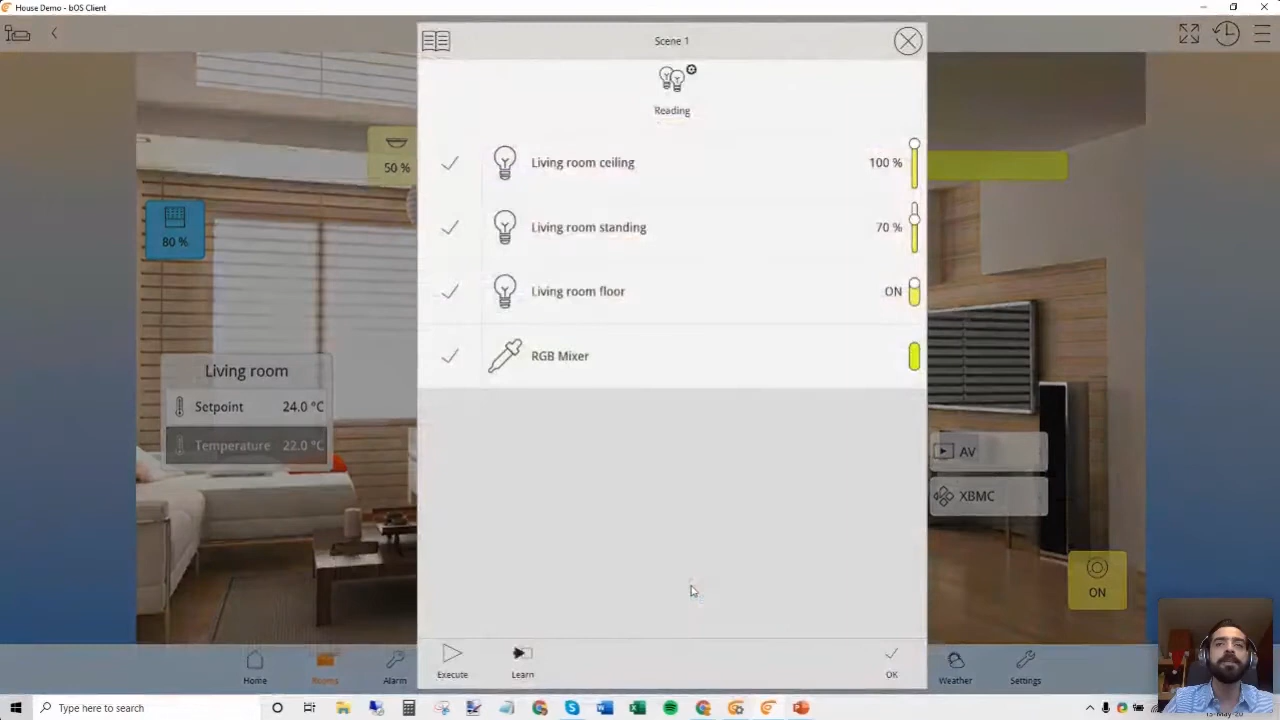 House Demo - bOS Client
Scene 1
Reading
50 %
Living room ceiling
100 %
80 %
Living room standing
70 %
Living room floor
ON
RGB Mixer
Living room
Setpoint
24.0 °C
Temperature
22.0 °C
AV
XBMC
ON
Execute
Learn
OK
Home
Rooms
Alarm
Weather
Settings
Type here to search